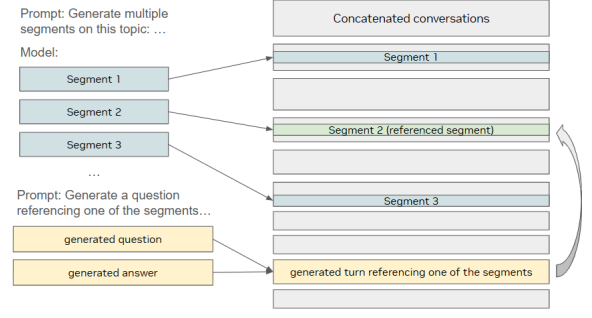 Prompt: Generate multiple
segments on this topic: …
Model:
Segment 1
Segment 2
Segment 3
…
Prompt: Generate a question
referencing one of the segments…
generated question
generated answer
Concatenated conversations
Segment 1
Segment 2 (referenced segment)
Segment 3
generated turn referencing one of the segments